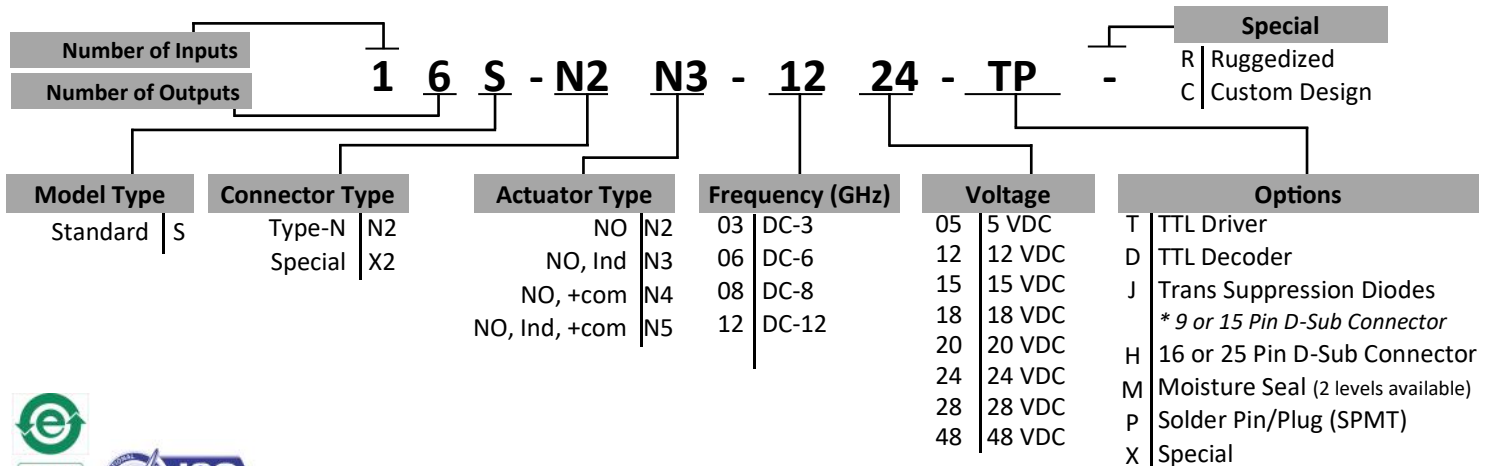 Special
Number of Inputs
R Ruggedized
1 6 S - N2 N3 - 12 24 - TP -
Number of Outputs
C Custom Design
Model Type
Standard S
Connector Type
Type-N N2
Special X2
Actuator Type
NO N2
NO, Ind N3
NO, +com N4
NO, Ind, +com N5
Frequency (GHz)
03 DC-3
06 DC-6
08 DC-8
12 DC-12
Voltage
05 5 VDC
12 12 VDC
15 15 VDC
18 18 VDC
20 20 VDC
24 24 VDC
28 28 VDC
48 48 VDC
Options
T TTL Driver
D TTL Decoder
J Trans Suppression Diodes
* 9 or 15 Pin D-Sub Connector
H 16 or 25 Pin D-Sub Connector
M Moisture Seal (2 levels available)
P Solder Pin/Plug (SPMT)
X Special
e